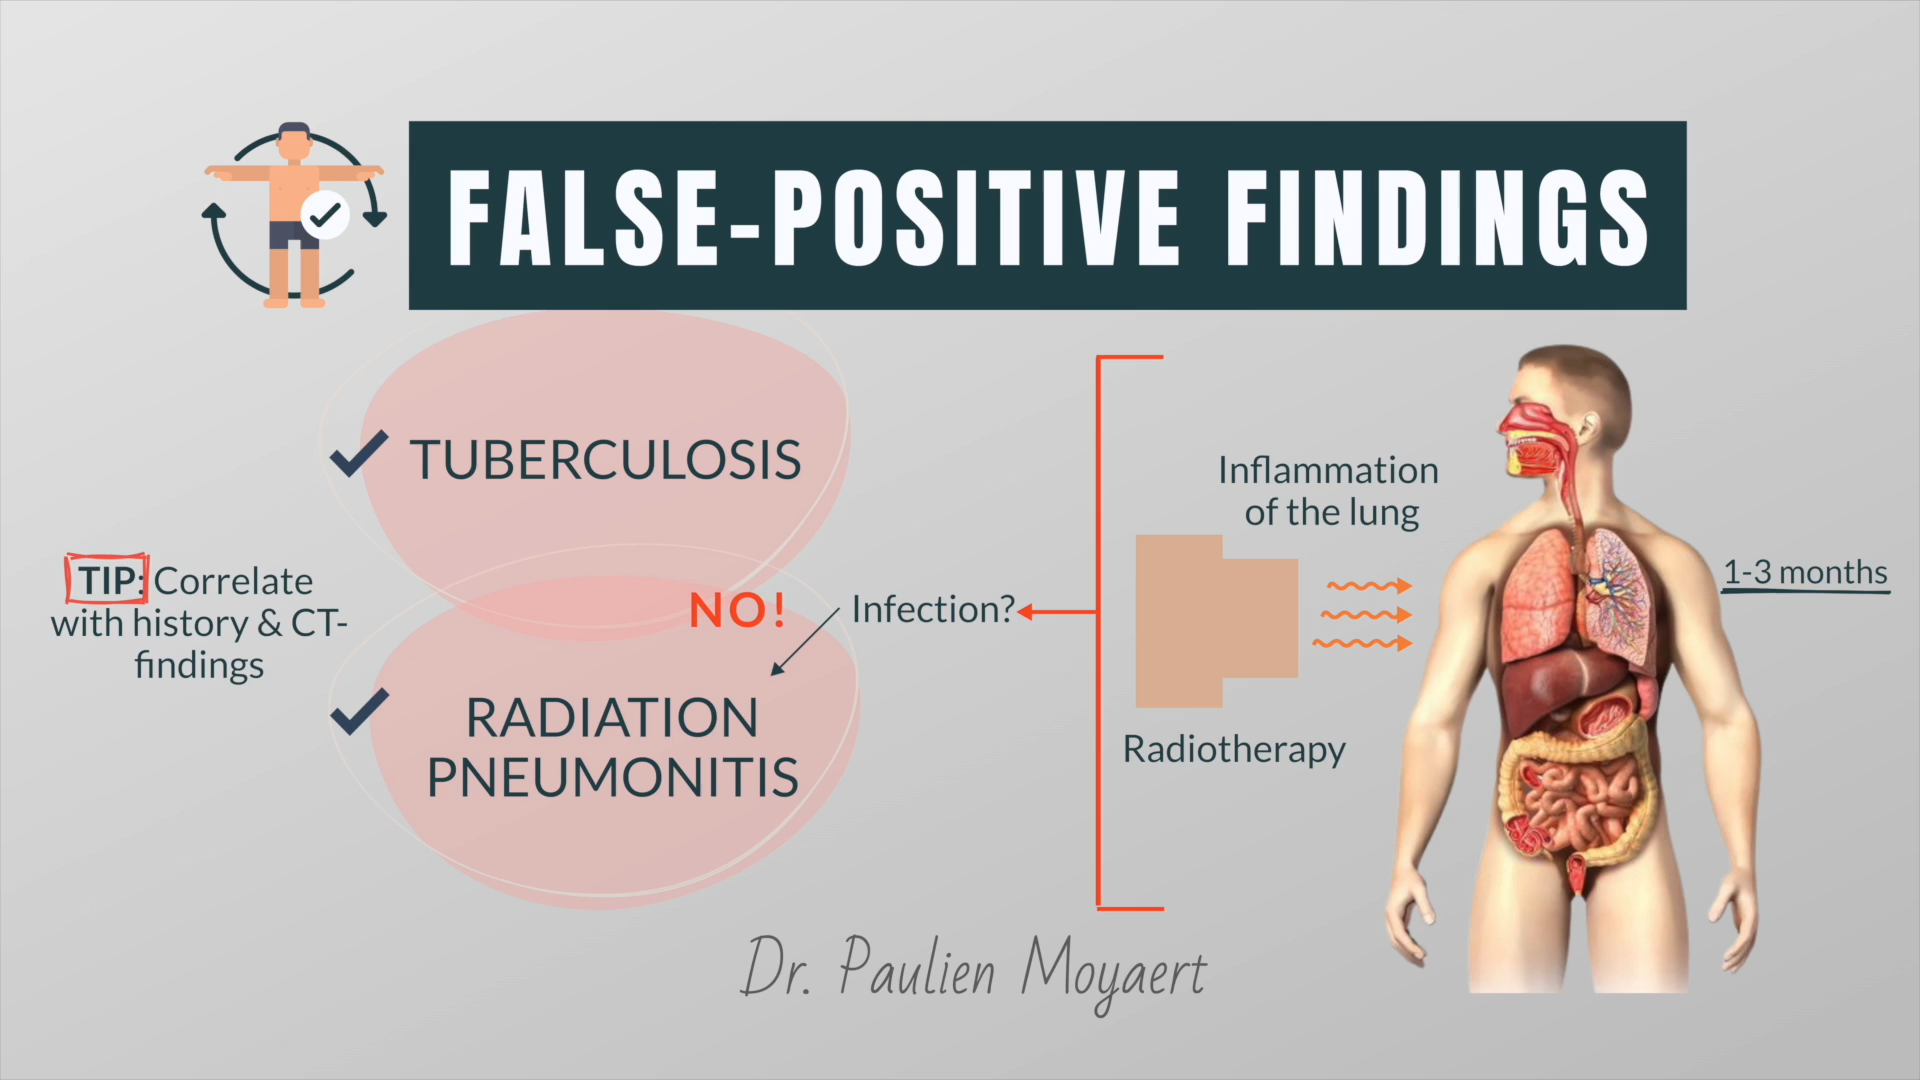 FALSE-POSITIVE FINDINGS
TUBERCULOSIS
TIP: Correlate
with history & CT-
findings
NO!
Infection?
RADIATION
PNEUMONITIS
Inflammation
of the lung
Radiotherapy
1-3 months
Dr. Paulien Moyaert